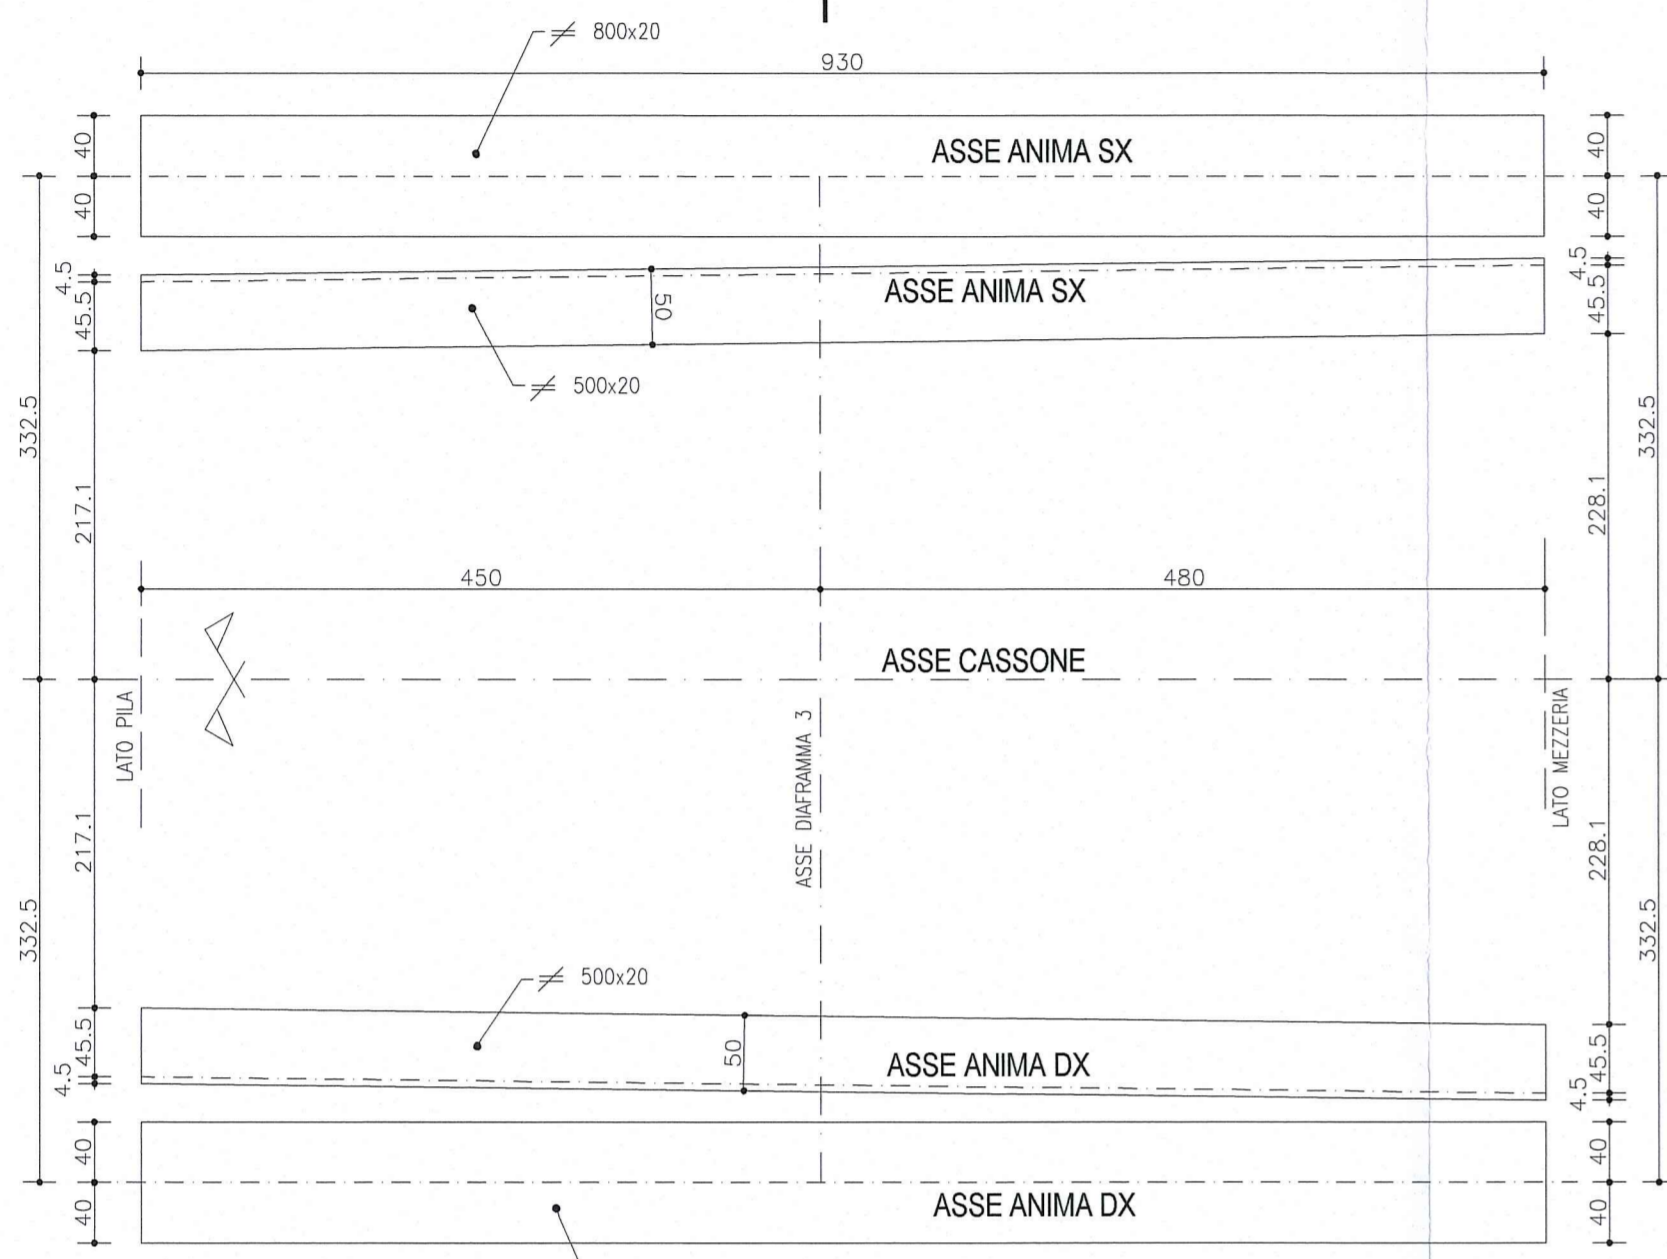 800x20
930
40
ASSE ANIMA SX
40
40
40
4.5
45.5
50
ASSE ANIMA SX
4.5
45.5
500x20
332.5
332.5
217.1
228.1
450
480
ASSE CASSONE
LATO PILA
ASSE DIAFRAMMA 3
LATO MEZZERIA
217.1
228.1
332.5
332.5
500x20
45.5
4.5
50
ASSE ANIMA DX
45.5
4.5
40
40
40
ASSE ANIMA DX
40